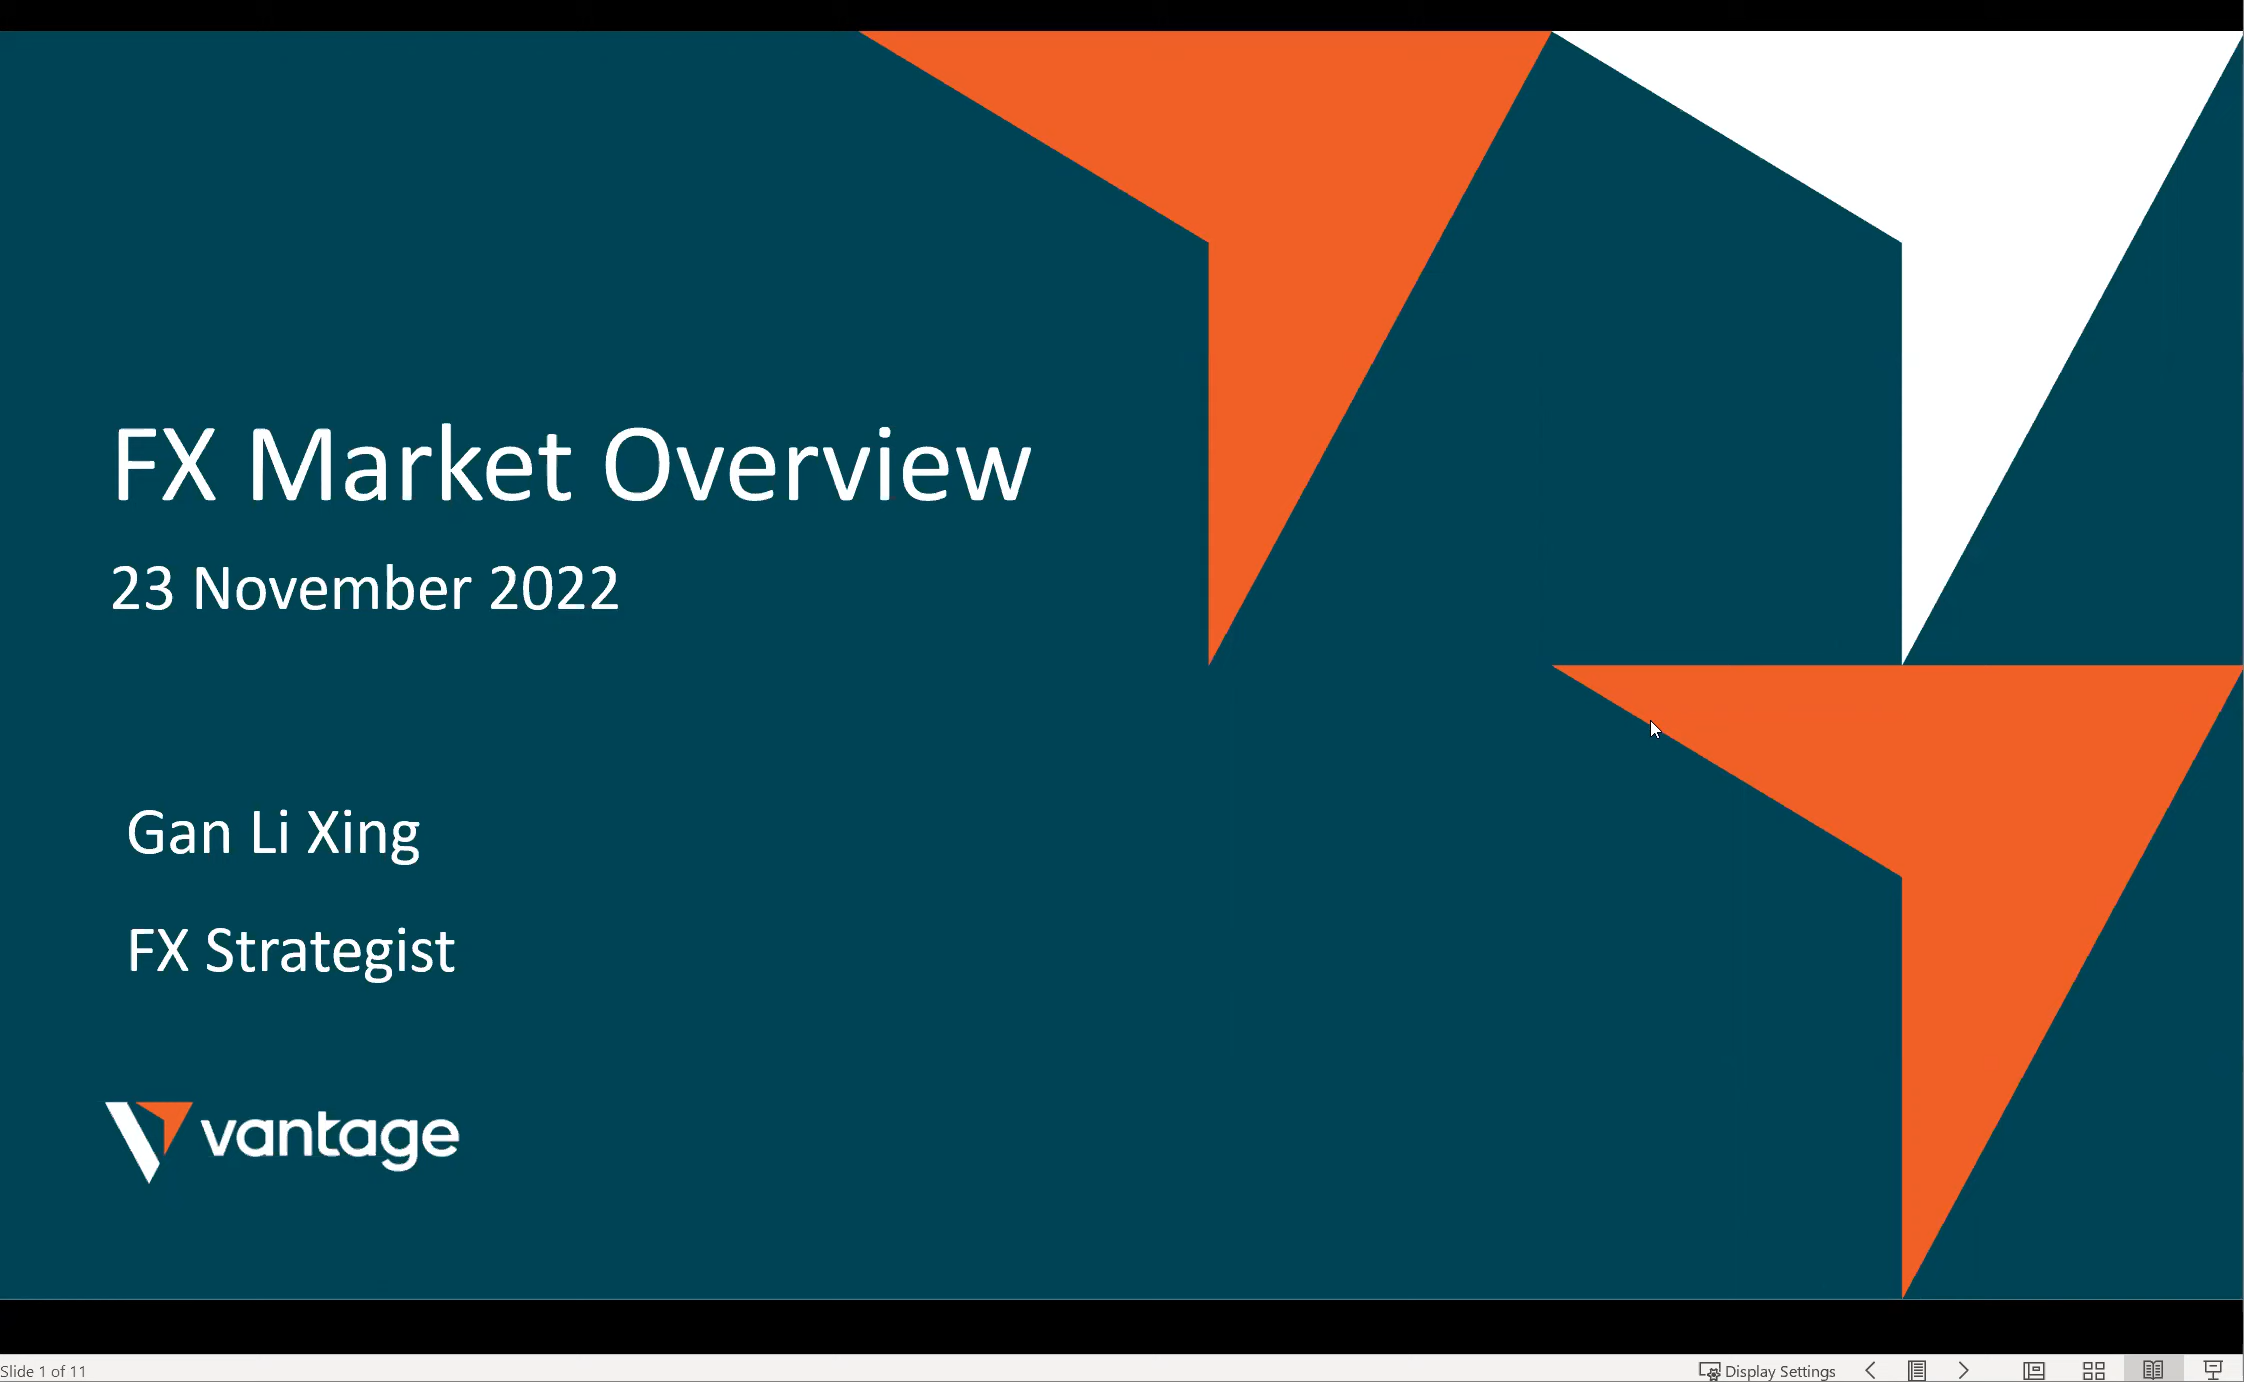 FX Market Overview
23 November 2022
Gan Li Xing
FX Strategist
vantage
Slide 1 of 11
Display Settings